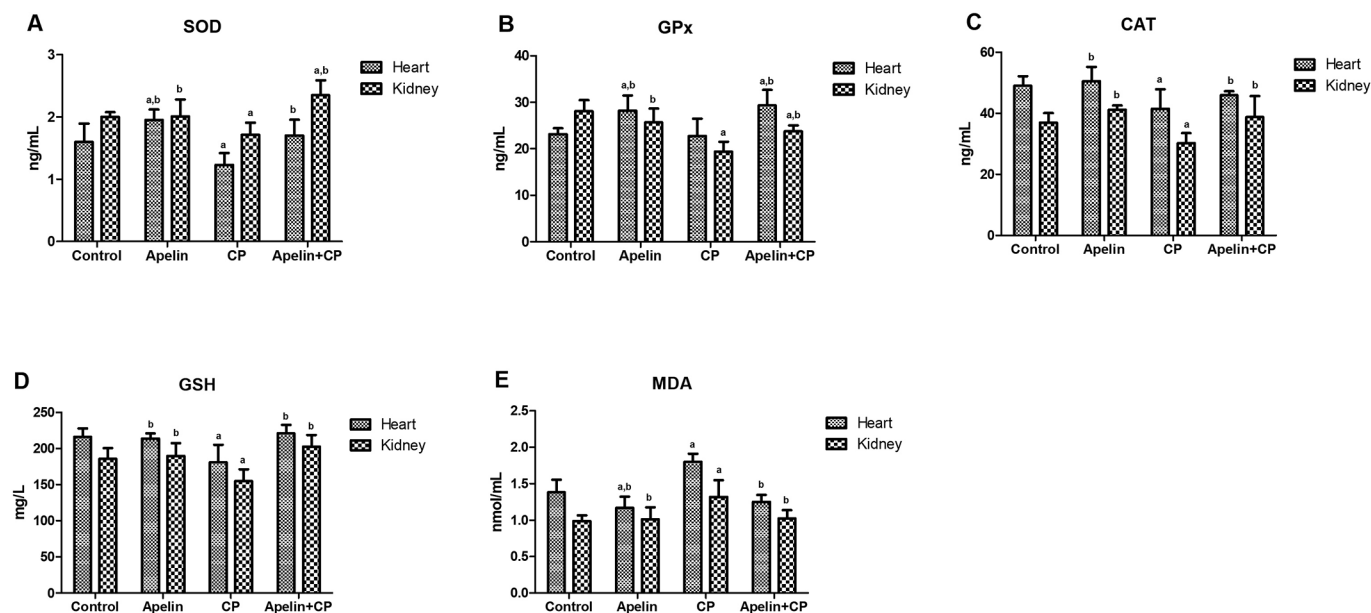 A
SOD
3
2
1
0
ng/mL
a,b
b
a
a
b
a,b
Control
Apelin
CP
Apelin+CP
Heart
Kidney
B
GPx
40
30
20
10
0
ng/mL
a,b
b
a
a,b
a,b
Control
Apelin
CP
Apelin+CP
Heart
Kidney
C
CAT
60
40
20
0
ng/mL
b
b
a
a
b
b
Control
Apelin
CP
Apelin+CP
Heart
Kidney
D
GSH
250
200
150
100
50
0
mg/L
b
b
a
a
b
b
Control
Apelin
CP
Apelin+CP
Heart
Kidney
E
MDA
2.5
2.0
1.5
1.0
0.5
0.0
nmol/mL
a,b
b
a
a
b
b
Control
Apelin
CP
Apelin+CP
Heart
Kidney